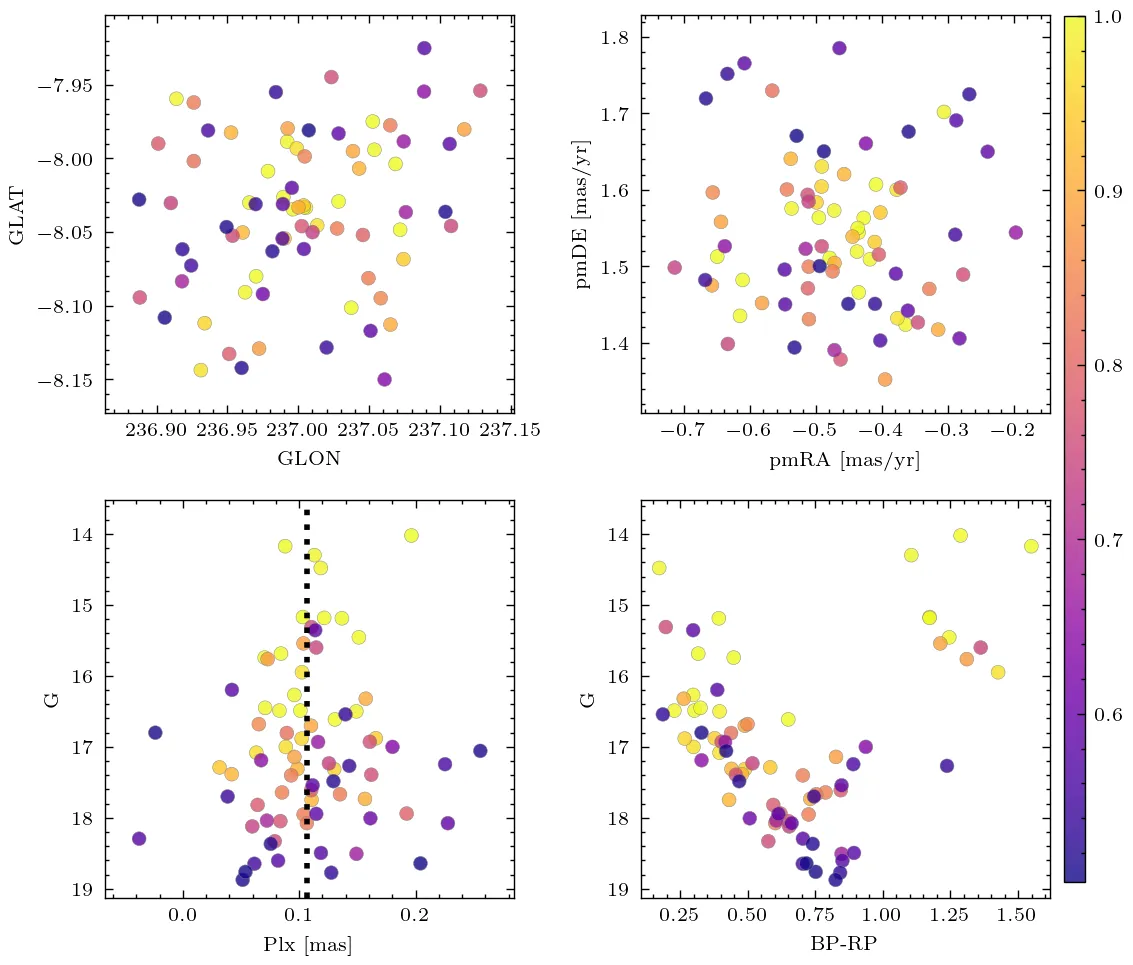 −7.95
−8.00
−8.05
−8.10
−8.15
GLAT
236.90 236.95 237.00 237.05 237.10 237.15
GLON
1.8
1.7
1.6
1.5
1.4
pmDE [mas/yr]
−0.7 −0.6 −0.5 −0.4 −0.3 −0.2
pmRA [mas/yr]
14
15
16
17
18
19
G
0.0 0.1 0.2
Plx [mas]
14
15
16
17
18
19
G
0.25 0.50 0.75 1.00 1.25 1.50
BP-RP
1.0
0.9
0.8
0.7
0.6